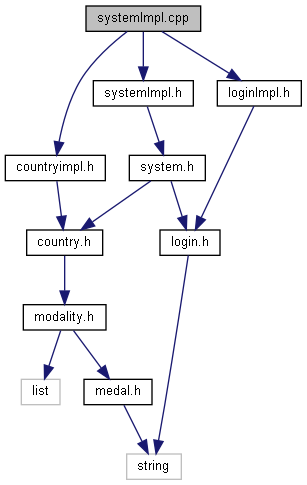 systemImpl.cpp
systemImpl.h
loginImpl.h
countryimpl.h
system.h
country.h
login.h
modality.h
list
medal.h
string